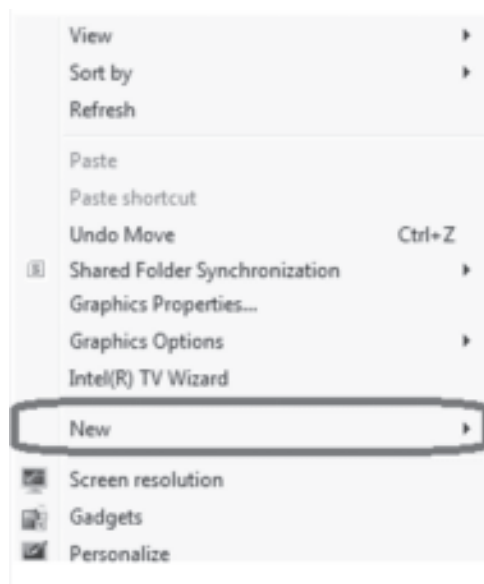 View
Sort by
Refresh
Paste
Paste shortcut
Undo Move Ctrl+Z
Shared Folder Synchronization
Graphics Properties...
Graphics Options
Intel(R) TV Wizard
New
Screen resolution
Gadgets
Personalize